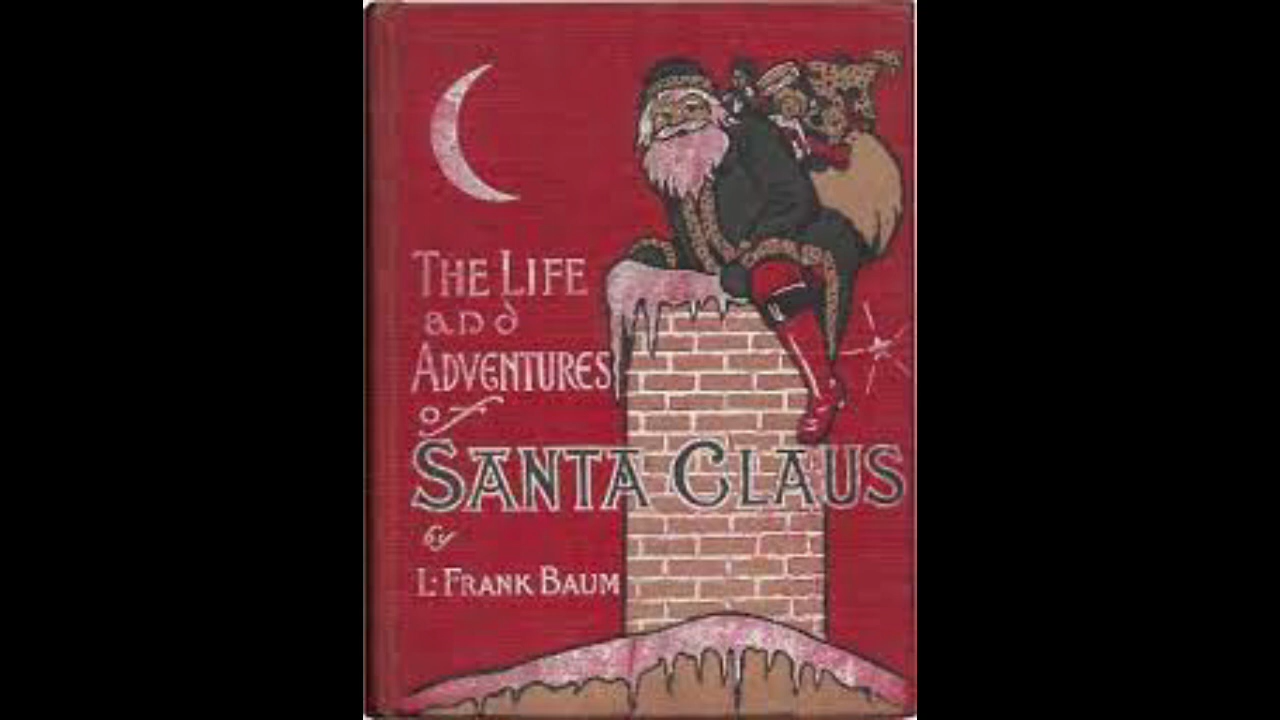 THE LIFE
and
ADVENTURES
of
SANTA CLAUS
by
L. FRANK BAUM